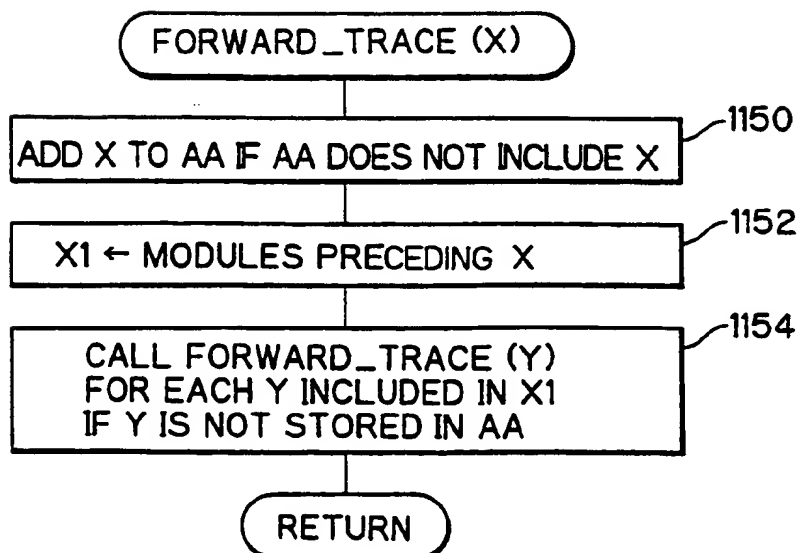 FORWARD_TRACE (X)
1150
ADD X TO AA IF AA DOES NOT INCLUDE X
1152
X1 ← MODULES PRECEDING X
1154
CALL FORWARD_TRACE (Y)
FOR EACH Y INCLUDED IN X1
IF Y IS NOT STORED IN AA
RETURN